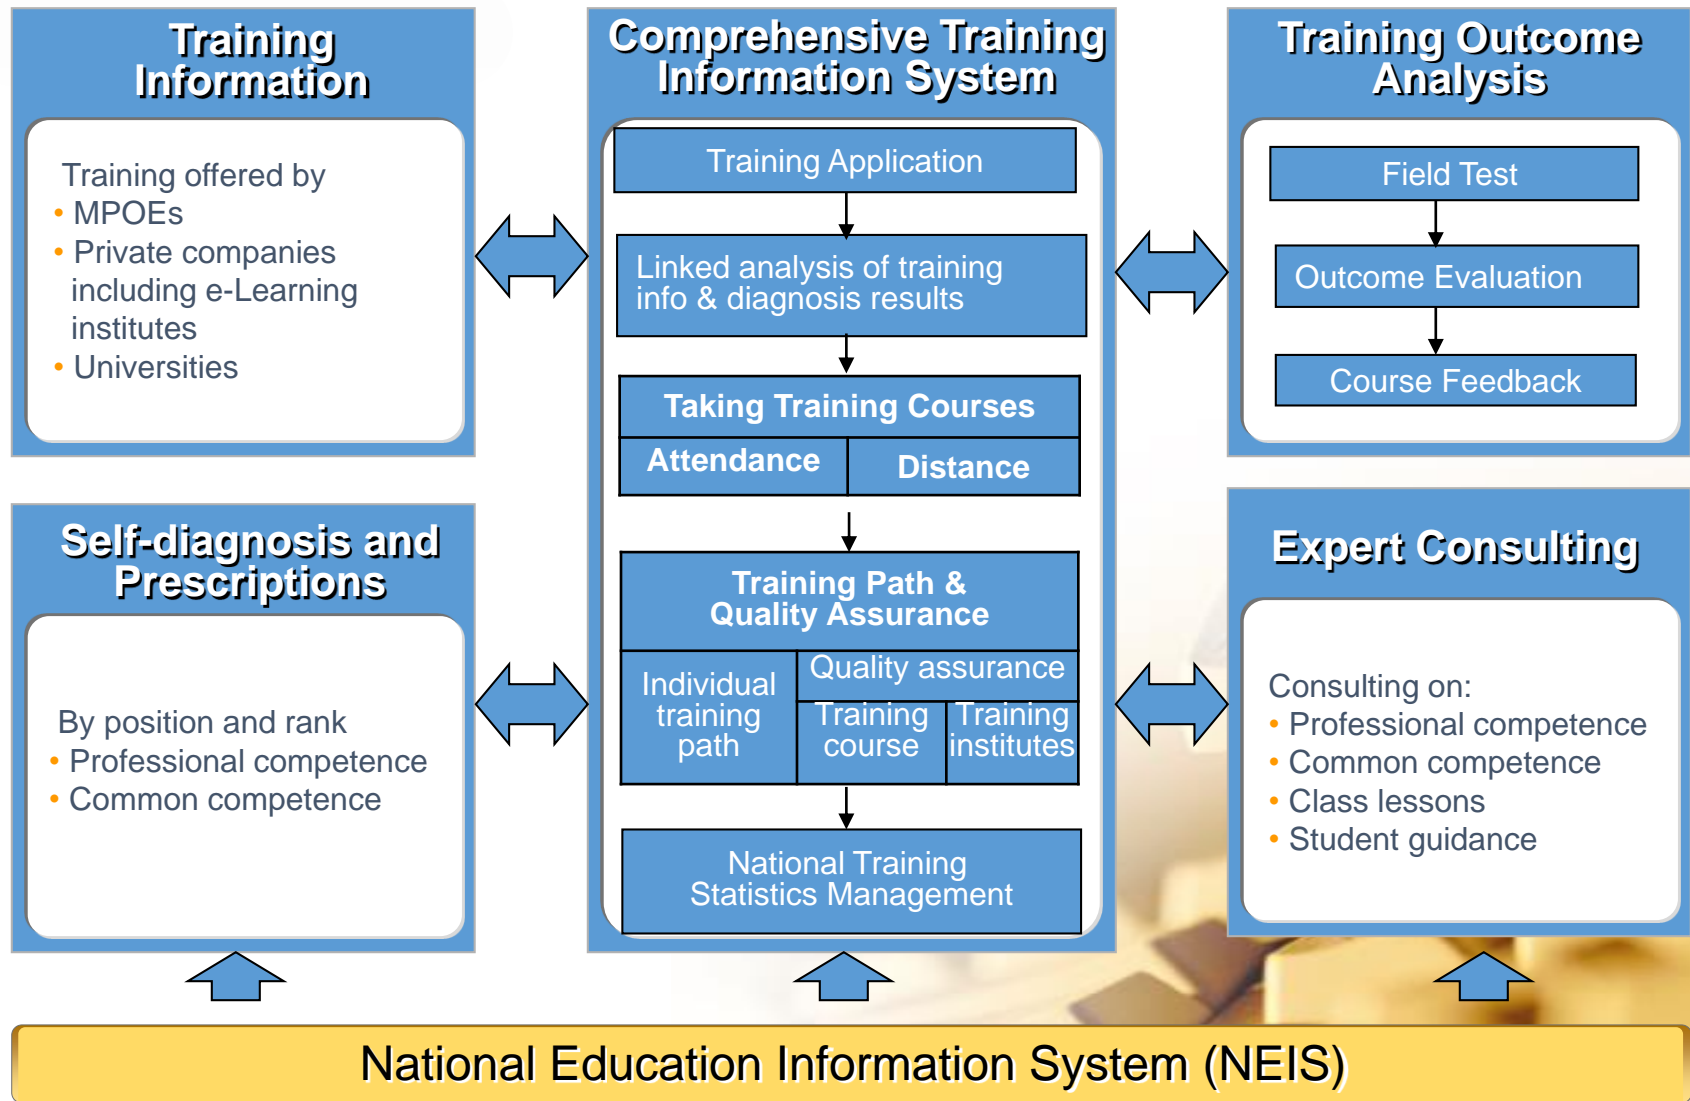 Training
Information
Training offered by
• MPOEs
• Private companies
including e-Learning
institutes
• Universities
Self-diagnosis and
Prescriptions
By position and rank
• Professional competence
• Common competence
Comprehensive Training
Information System
Training Application
Linked analysis of training
info & diagnosis results
Taking Training Courses
Attendance
Distance
Training Path &
Quality Assurance
Individual
training
path
Quality assurance
Training
course
Training
institutes
National Training
Statistics Management
Training Outcome
Analysis
Field Test
Outcome Evaluation
Course Feedback
Expert Consulting
Consulting on:
• Professional competence
• Common competence
• Class lessons
• Student guidance
National Education Information System (NEIS)